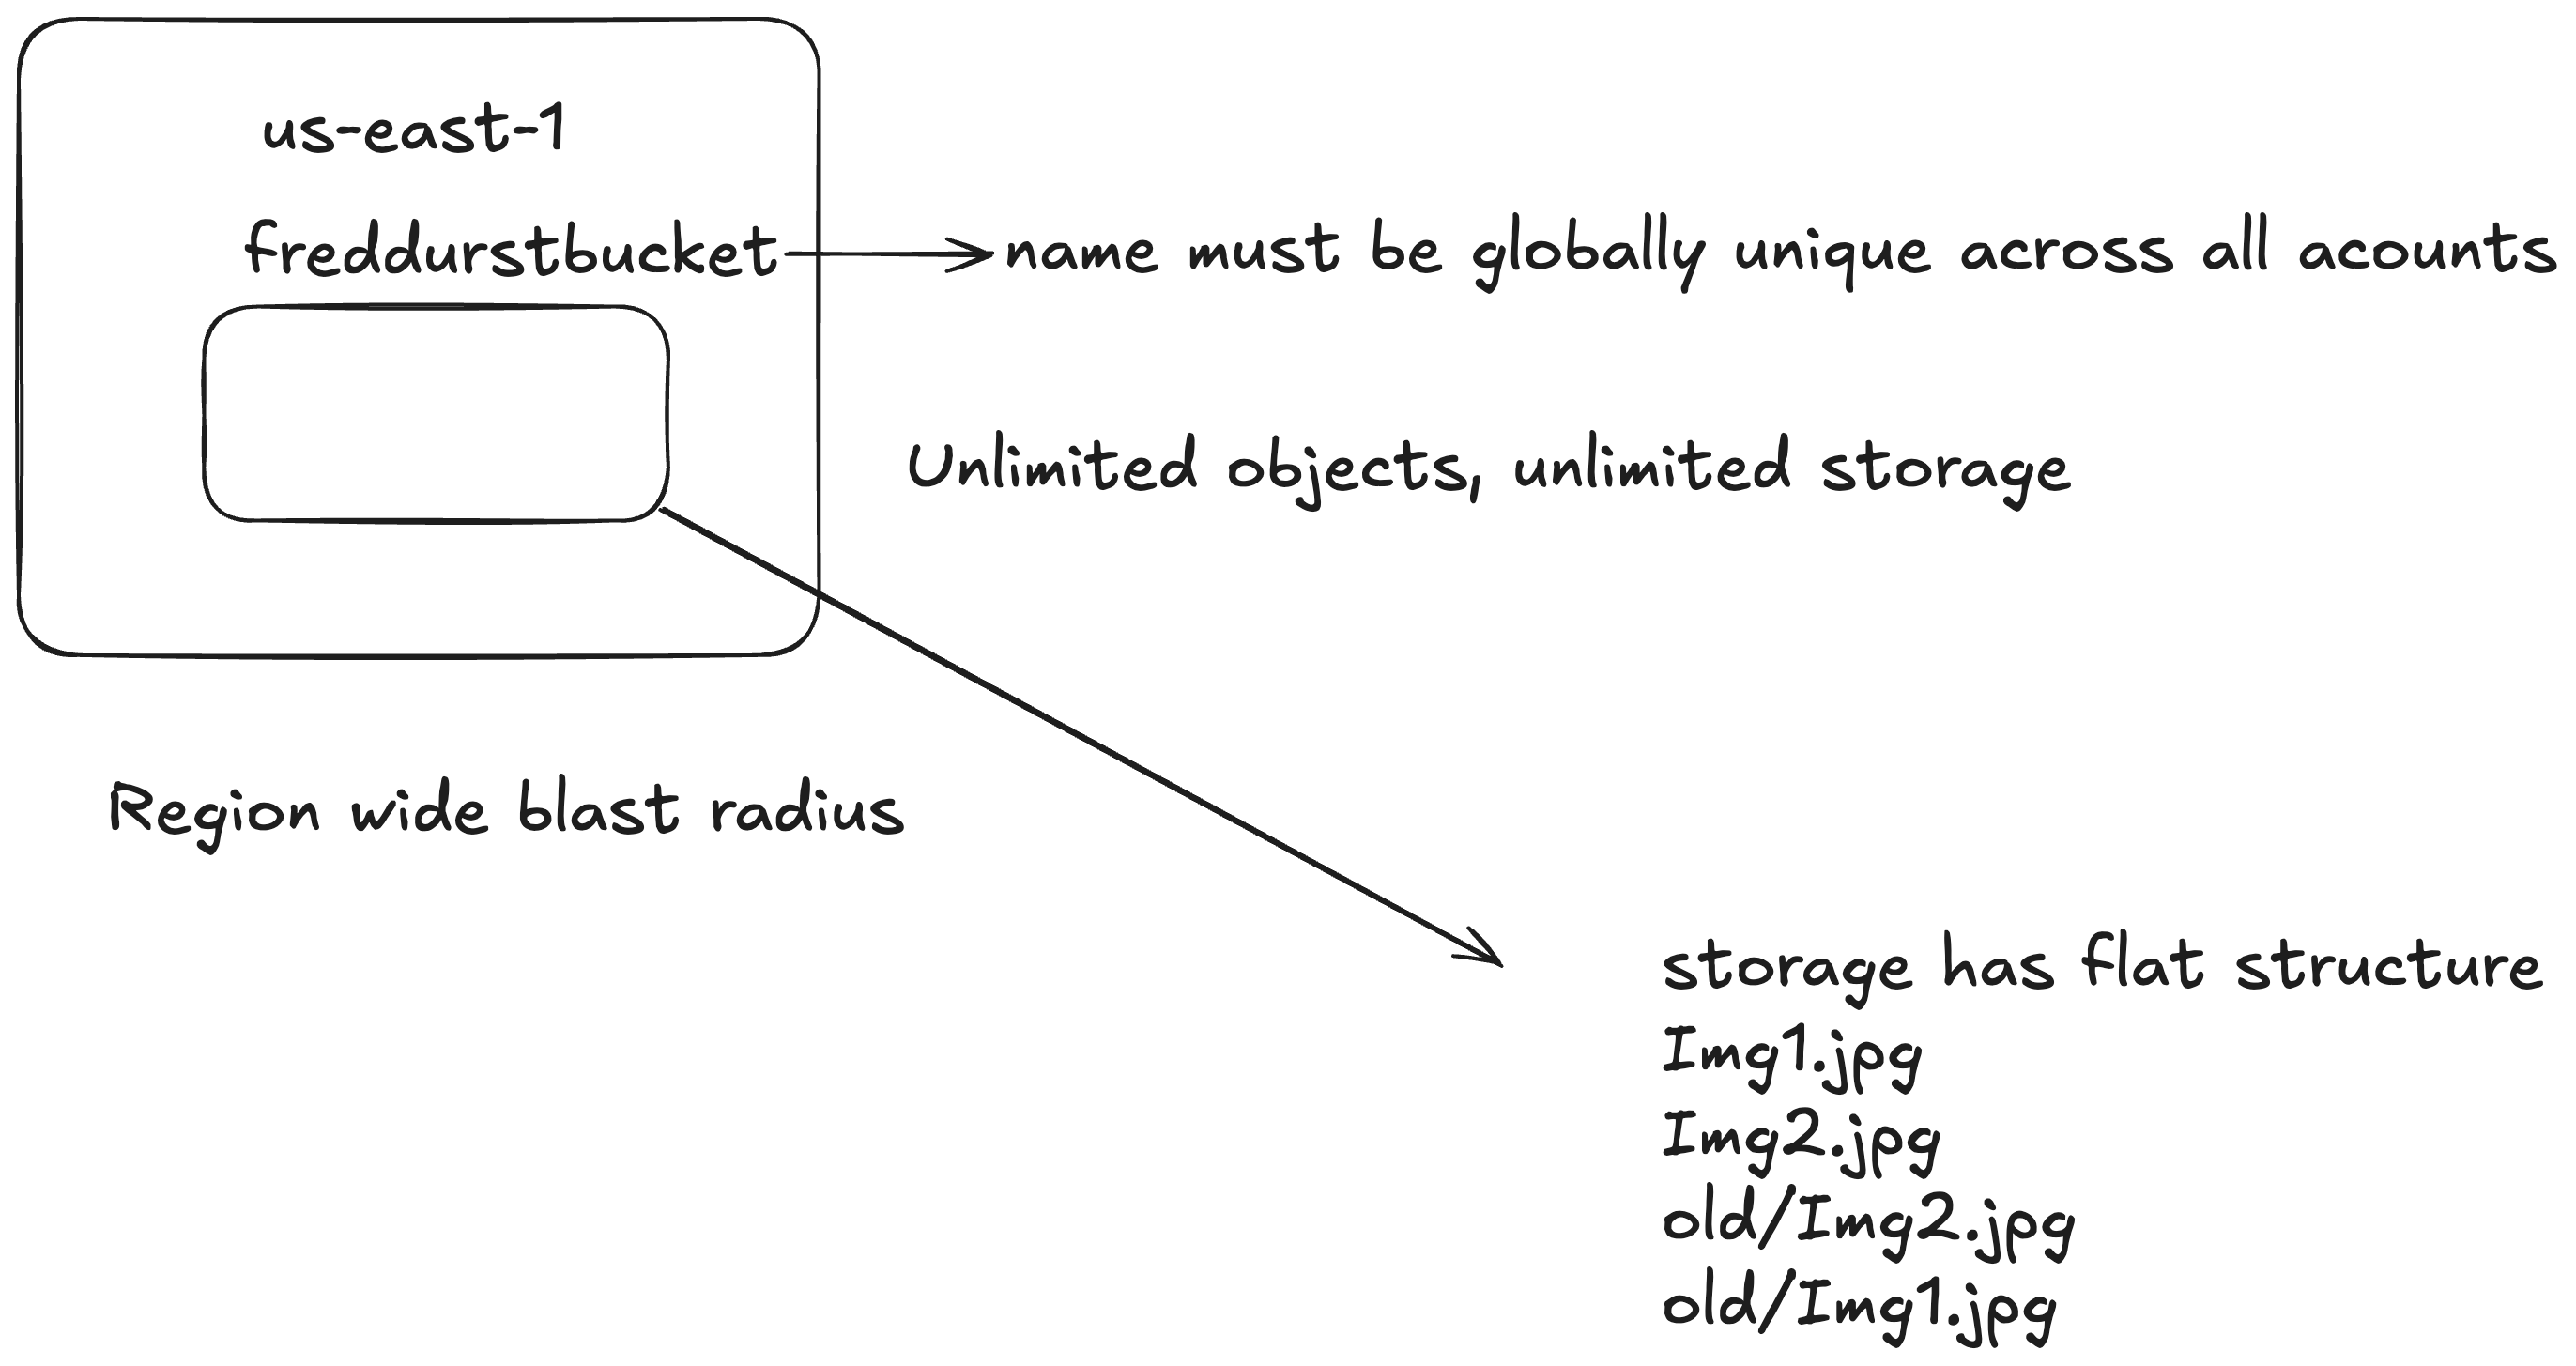 us-east-1
freddurstbucket
name must be globally unique across all acounts
Unlimited objects, unlimited storage
Region wide blast radius
storage has flat structure
Img1.jpg
Img2.jpg
old/Img2.jpg
old/Img1.jpg